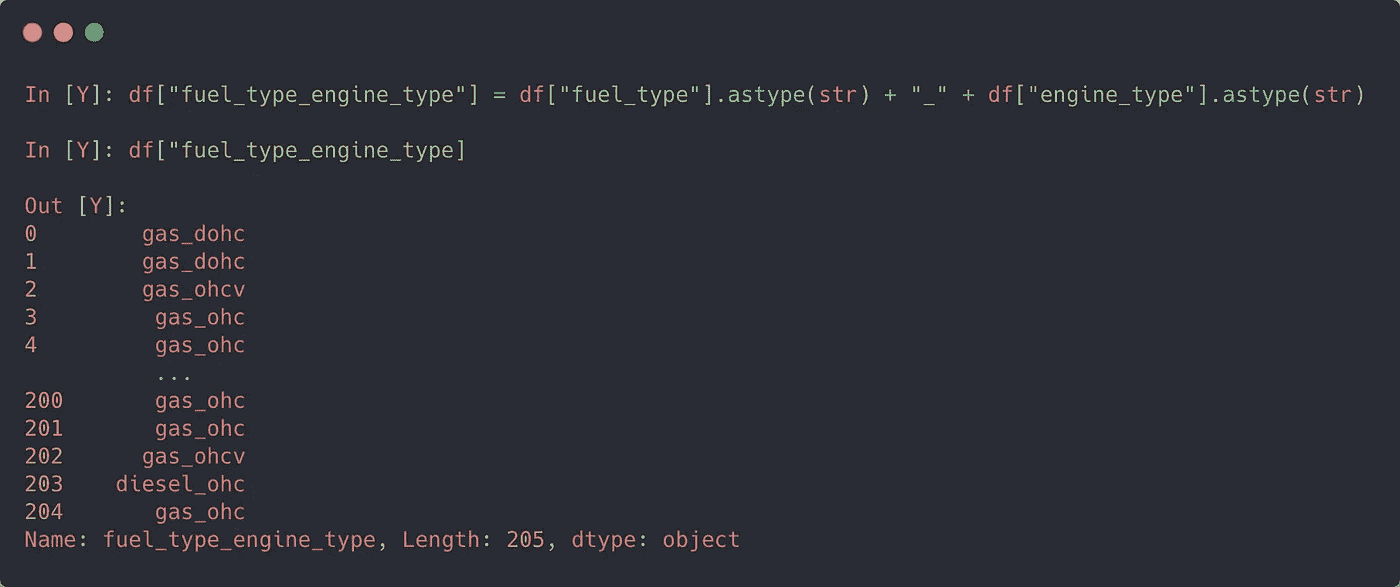 In [Y]: df["fuel_type_engine_type"] = df["fuel_type"].astype(str) + "_" + df["engine_type"].astype(str)
In [Y]: df["fuel_type_engine_type]
Out [Y]:
0        gas_dohc
1        gas_dohc
2        gas_ohcv
3         gas_ohc
4         gas_ohc
          ...
200       gas_ohc
201       gas_ohc
202      gas_ohcv
203    diesel_ohc
204       gas_ohc
Name: fuel_type_engine_type, Length: 205, dtype: object